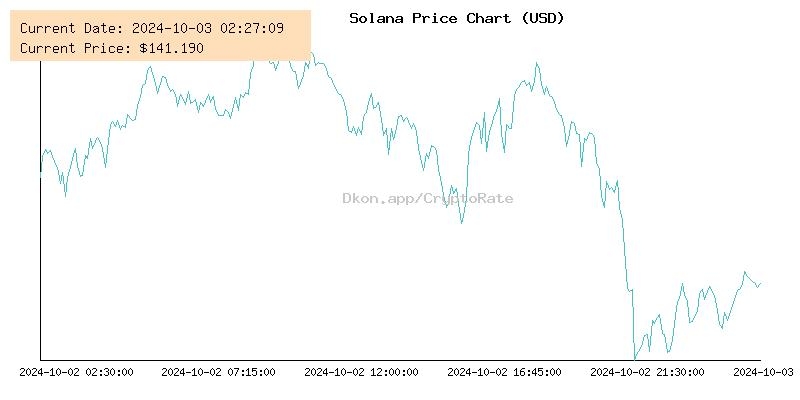 Solana Price Chart (USD)
Current Date: 2024-10-03 02:27:09
Current Price: $141.190
Dkon.app/CryptoRate
2024-10-02 02:30:00 2024-10-02 07:15:00 2024-10-02 12:00:00 2024-10-02 16:45:00 2024-10-02 21:30:00 2024-10-03